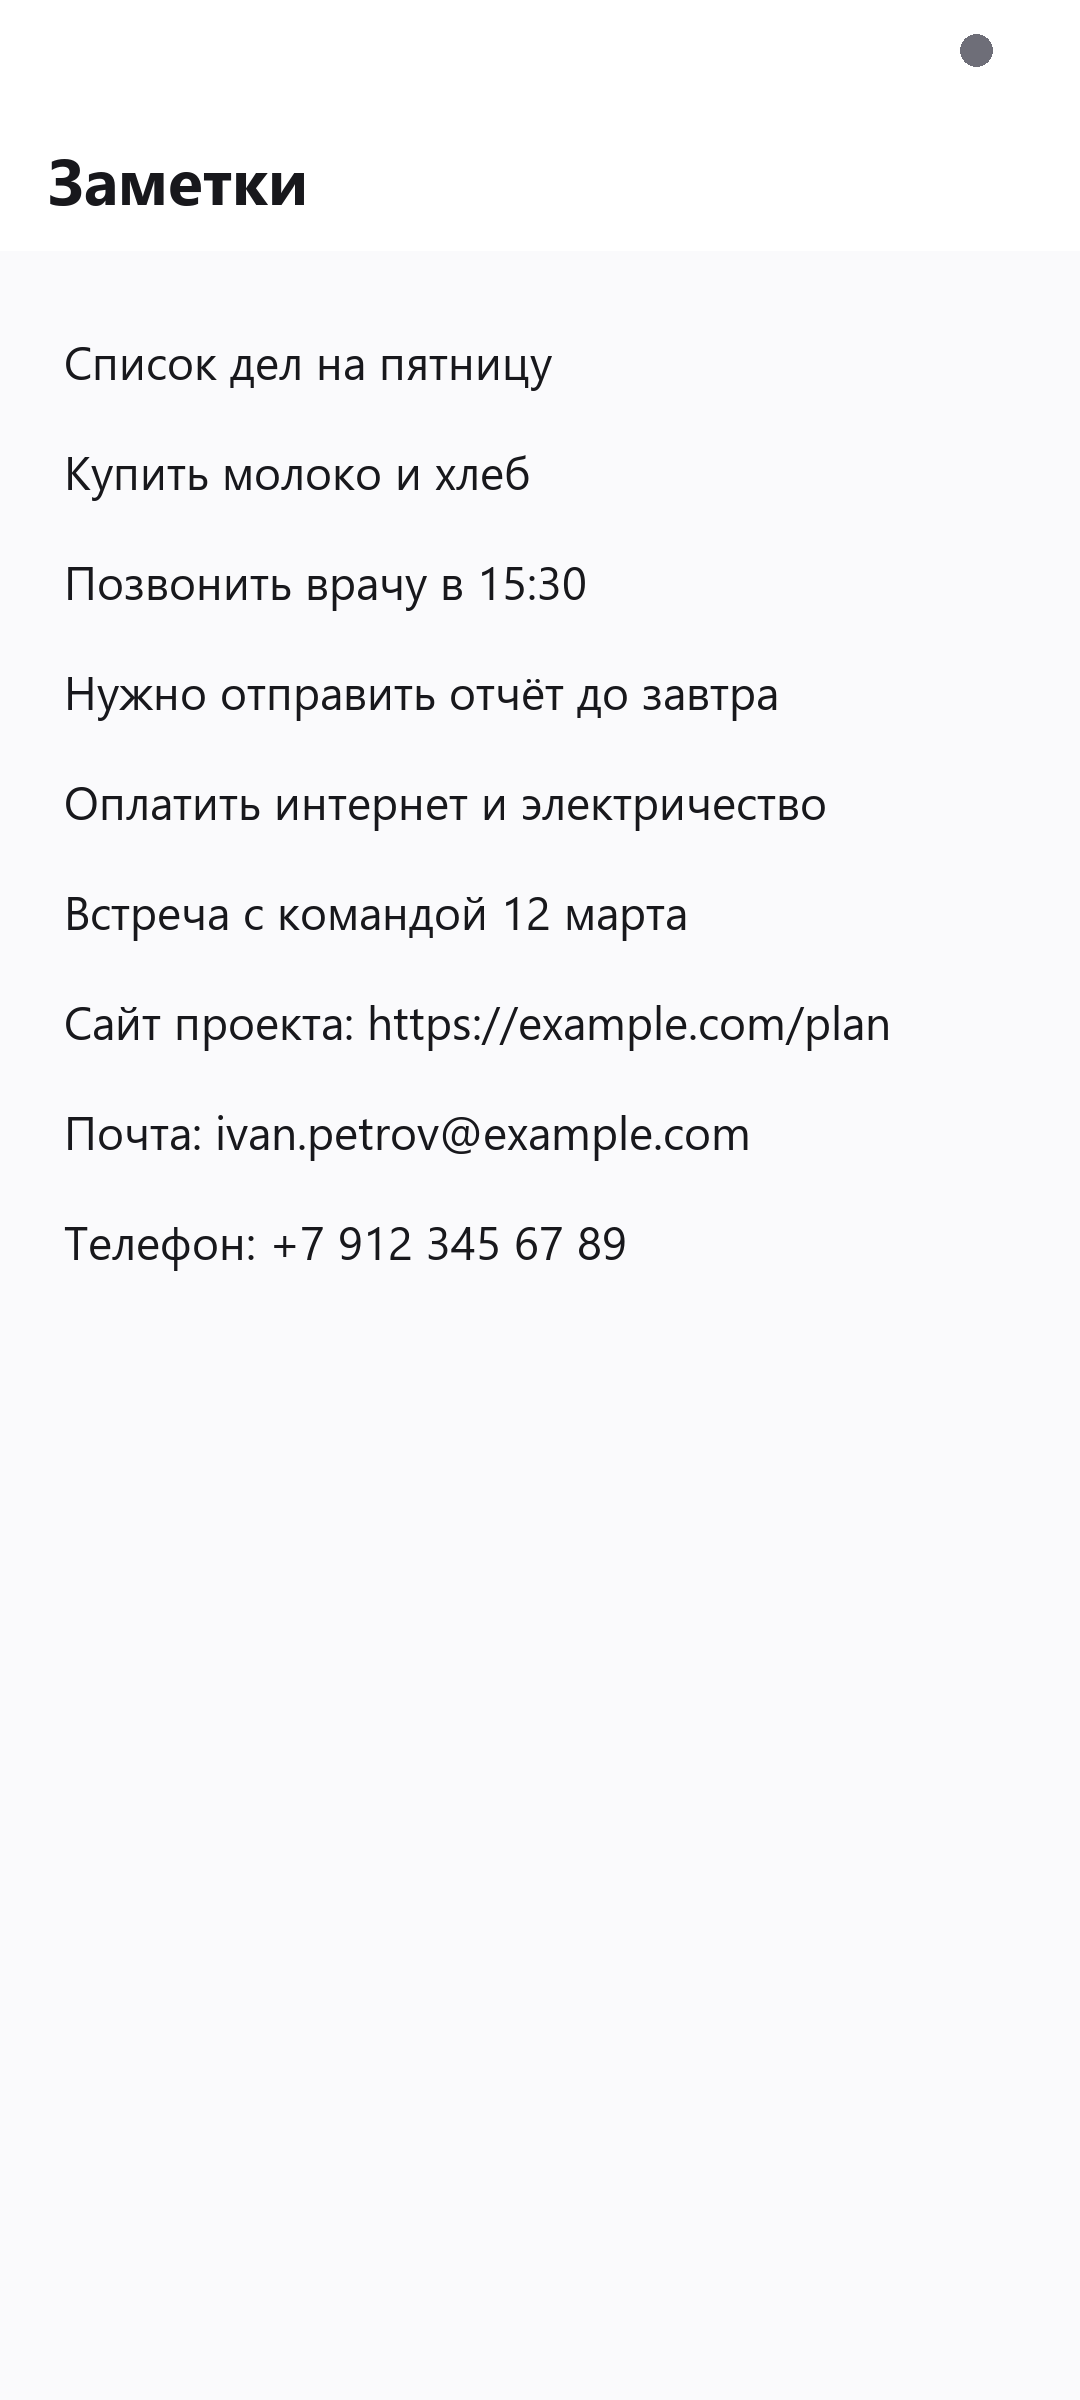 Заметки
Список дел на пятницу
Купить молоко и хлеб
Позвонить врачу в 15:30
Нужно отправить отчёт до завтра
Оплатить интернет и электричество
Встреча с командой 12 марта
Сайт проекта: https://example.com/plan
Почта: ivan.petrov@example.com
Телефон: +7 912 345 67 89